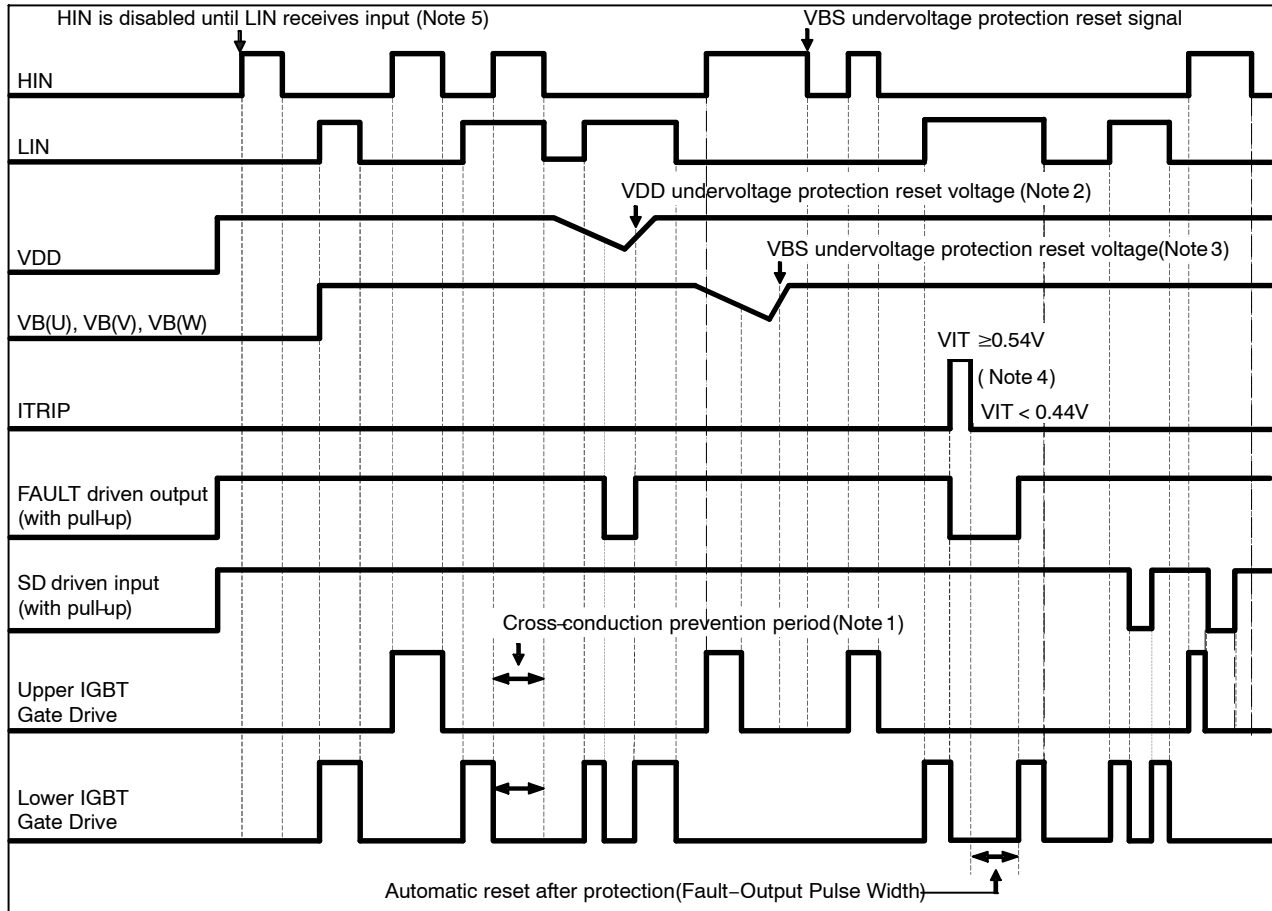 HIN is disabled until LIN receives input (Note 5)
VBS undervoltage protection reset signal
HIN
LIN
VDD undervoltage protection reset voltage (Note 2)
VDD
VBS undervoltage protection reset voltage(Note 3)
VB(U), VB(V), VB(W)
VIT ≥0.54V
( Note 4)
ITRIP
VIT < 0.44V
FAULT driven output
(with pull-up)
SD driven input
(with pull-up)
Cross-conduction prevention period(Note 1)
Upper IGBT
Gate Drive
Lower IGBT
Gate Drive
Automatic reset after protection(Fault-Output Pulse Width)